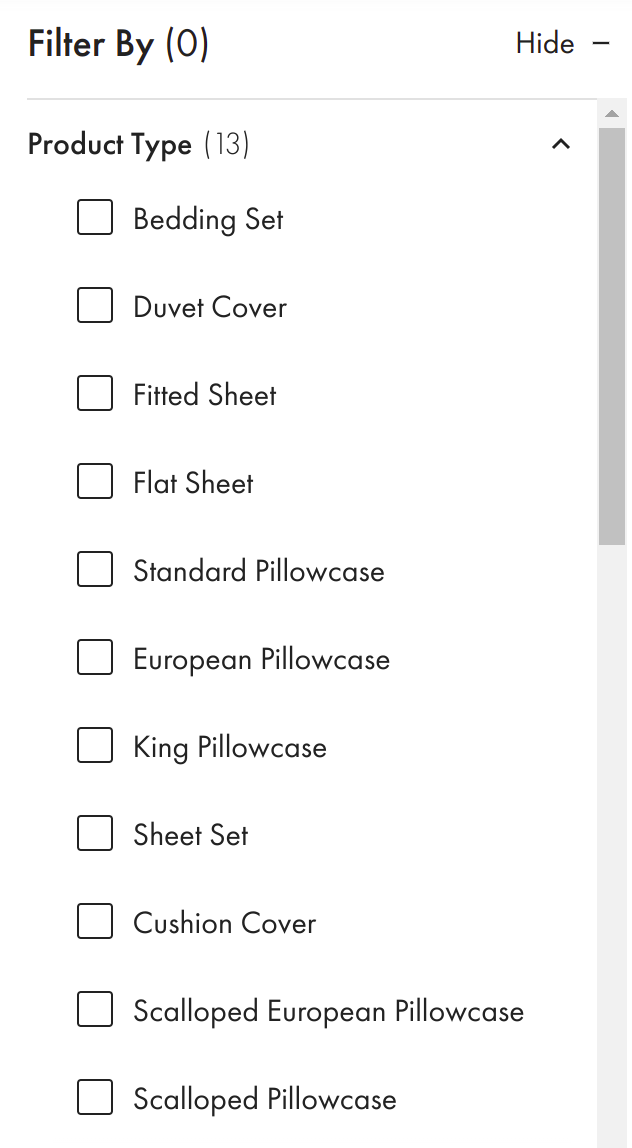 Filter By (0) Hide –
Product Type (13)
Bedding Set
Duvet Cover
Fitted Sheet
Flat Sheet
Standard Pillowcase
European Pillowcase
King Pillowcase
Sheet Set
Cushion Cover
Scalloped European Pillowcase
Scalloped Pillowcase